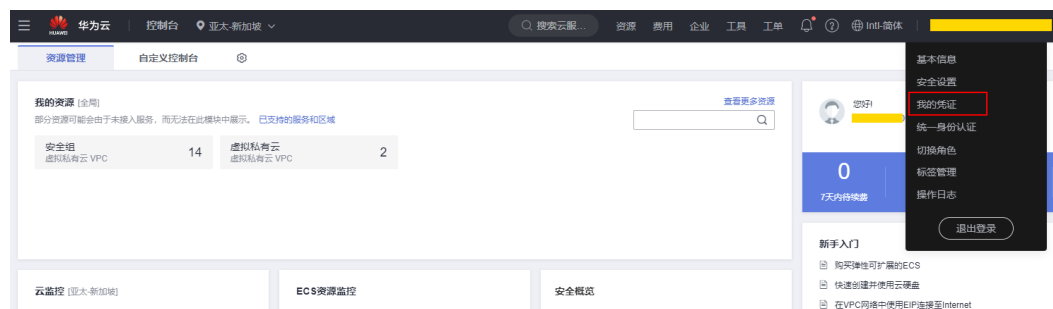 HUAWEI 华为云 控制台 亚太-新加坡 搜索云服... 资源 费用 企业 工具 工单 Intl-简体
资源管理 自定义控制台
我的资源 [全局] 查看更多资源
部分资源可能会由于未接入服务，而无法在此模块中展示。 已支持的服务和区域
安全组 14 虚拟私有云 2
虚拟私有云 VPC 虚拟私有云 VPC
云监控 [亚太-新加坡] ECS资源监控 安全概览
您好!
0
7天内待续费
新手入门
购买弹性可扩展的ECS
快速创建并使用云硬盘
在VPC网络中使用EIP连接至Internet
基本信息
安全设置
我的凭证
统一身份认证
切换角色
标签管理
操作日志
退出登录